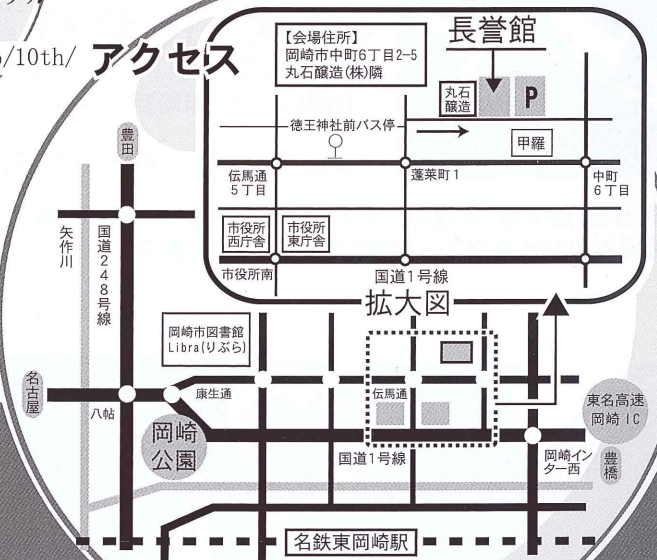 /10th/ アクセス
【会場住所】
岡崎市中町6丁目2-5
丸石醸造(株)隣
長誉館
丸石
醸造
P
徳王神社前バス停
甲羅
伝馬通
5丁目
蓬莱町1
中町
6丁目
市役所
西庁舎
市役所
東庁舎
市役所南
国道1号線
拡大図
豊田
矢作川
国道248号線
岡崎市図書館
Libra(りぶら)
名古屋
八帖
康生通
伝馬通
岡崎
公園
国道1号線
東名高速
岡崎IC
岡崎イン
ター西
豊橋
名鉄東岡崎駅